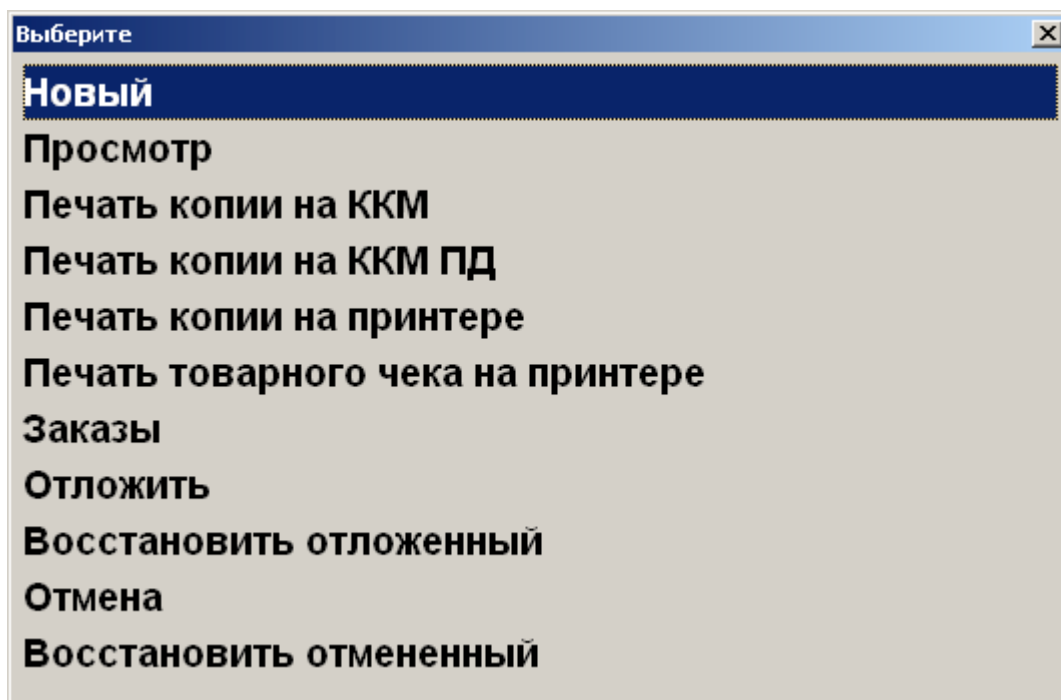 Выберите
Новый
Просмотр
Печать копии на ККМ
Печать копии на ККМ ПД
Печать копии на принтере
Печать товарного чека на принтере
Заказы
Отложить
Восстановить отложенный
Отмена
Восстановить отмененный